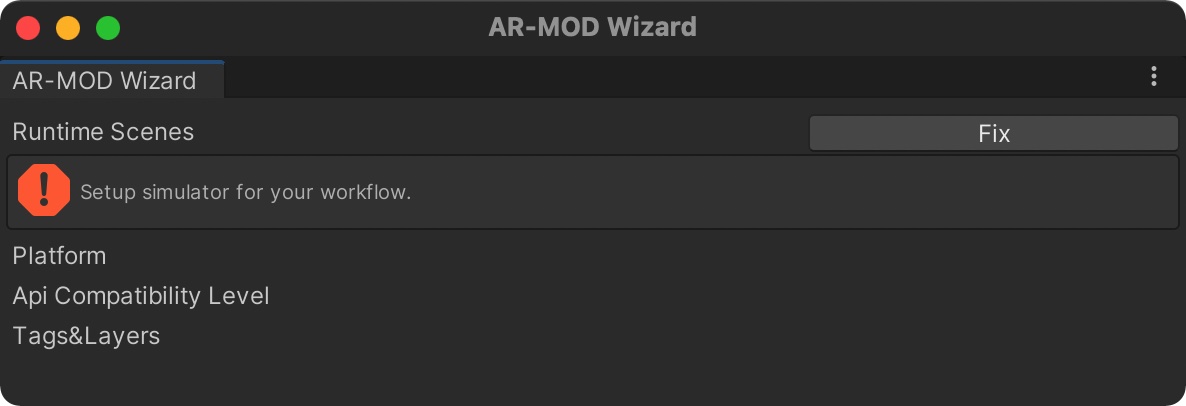 AR-MOD Wizard
AR-MOD Wizard
Runtime Scenes
Fix
Setup simulator for your workflow.
Platform
Api Compatibility Level
Tags&Layers